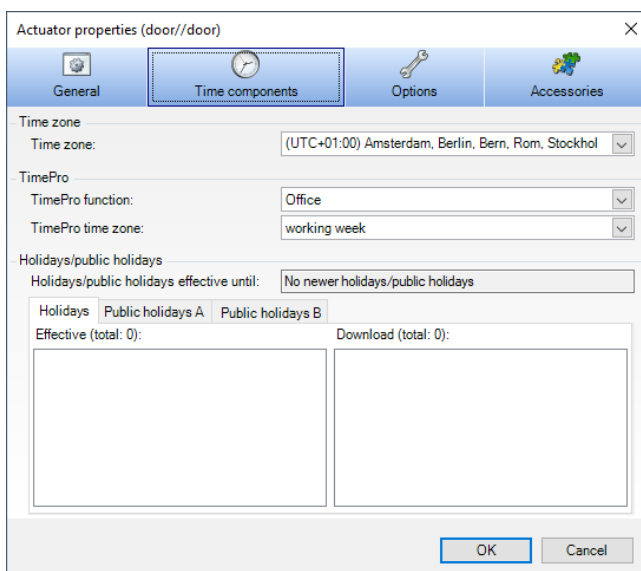 Actuator properties (door//door)
General Time components Options Accessories
Time zone
Time zone: (UTC+01:00) Amsterdam, Berlin, Bern, Rom, Stockhol
TimePro
TimePro function: Office
TimePro time zone: working week
Holidays/public holidays
Holidays/public holidays effective until: No newer holidays/public holidays
Holidays Public holidays A Public holidays B
Effective (total: 0): Download (total: 0):
OK Cancel